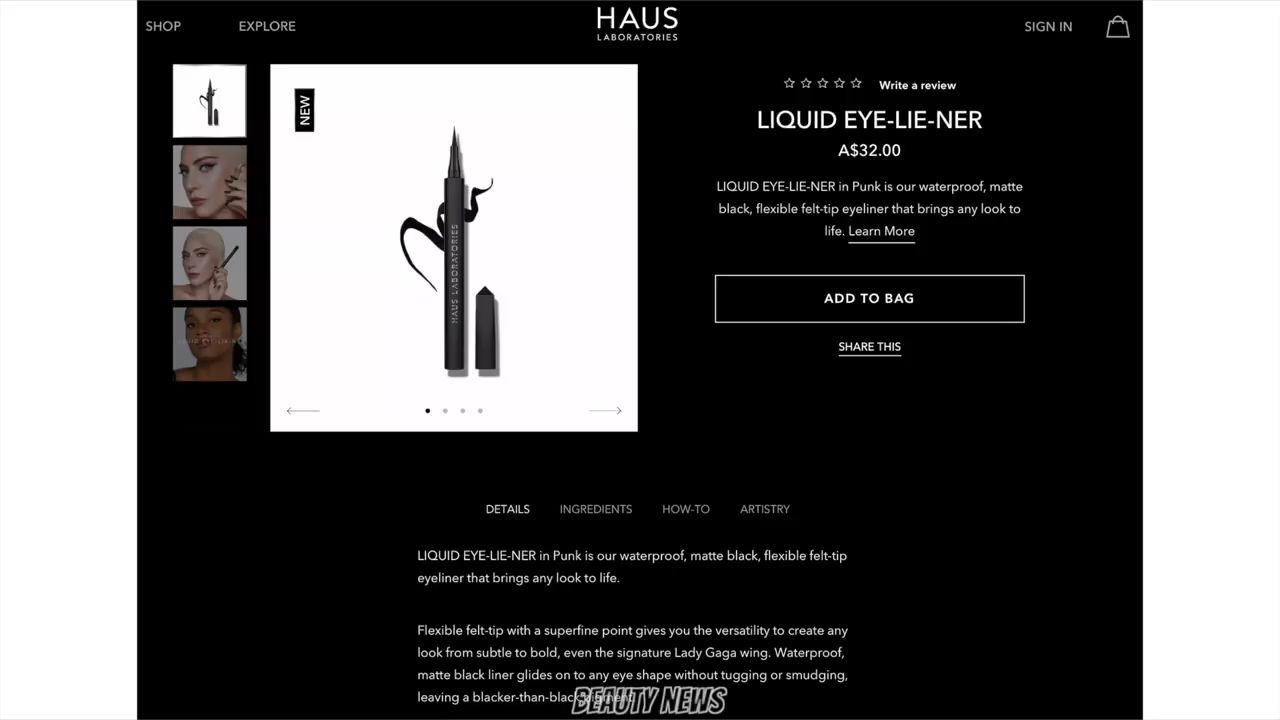 SHOP
EXPLORE
HAUS
LABORATORIES
SIGN IN
NEW
HAUS LABORATORIES
Write a review
LIQUID EYE-LIE-NER
A$32.00
LIQUID EYE-LIE-NER in Punk is our waterproof, matte
black, flexible felt-tip eyeliner that brings any look to
life. Learn More
ADD TO BAG
SHARE THIS
DETAILS
INGREDIENTS
HOW-TO
ARTISTRY
LIQUID EYE-LIE-NER in Punk is our waterproof, matte black, flexible felt-tip
eyeliner that brings any look to life.
Flexible felt-tip with a superfine point gives you the versatility to create any
look from subtle to bold, even the signature Lady Gaga wing. Waterproof,
matte black liner glides on to any eye shape without tugging or smudging,
leaving a blacker-than-black
BEAUTY NEWS